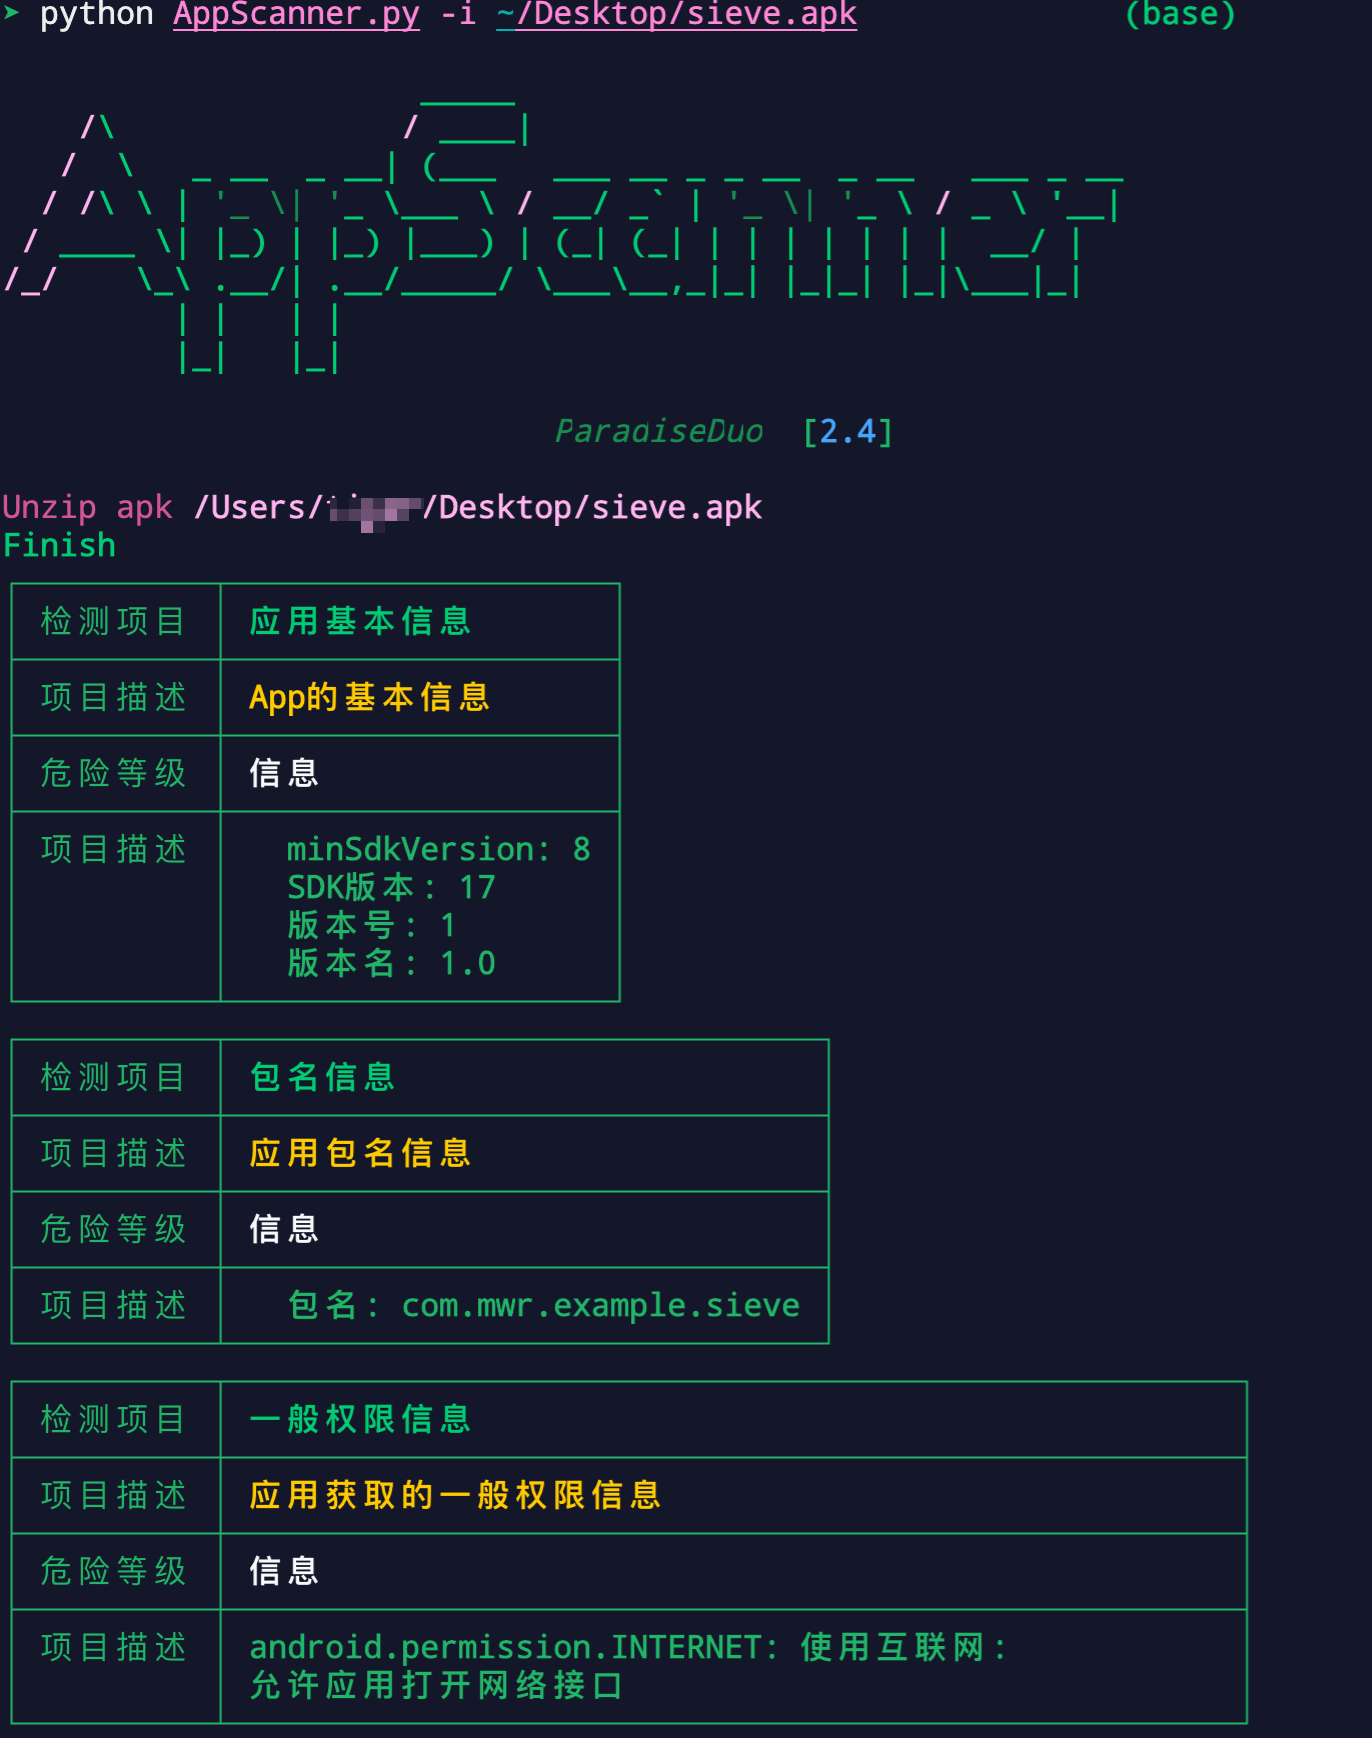 ➤ python AppScanner.py -i ~/Desktop/sieve.apk (base)
AppScanner
ParadiseDuo [2.4]
Unzip apk /Users/ /Desktop/sieve.apk
Finish
检测项目 应用基本信息
项目描述 App的基本信息
危险等级 信息
项目描述 minSdkVersion: 8
SDK版本: 17
版本号: 1
版本名: 1.0
检测项目 包名信息
项目描述 应用包名信息
危险等级 信息
项目描述 包名: com.mwr.example.sieve
检测项目 一般权限信息
项目描述 应用获取的一般权限信息
危险等级 信息
项目描述 android.permission.INTERNET: 使用互联网:
允许应用打开网络接口